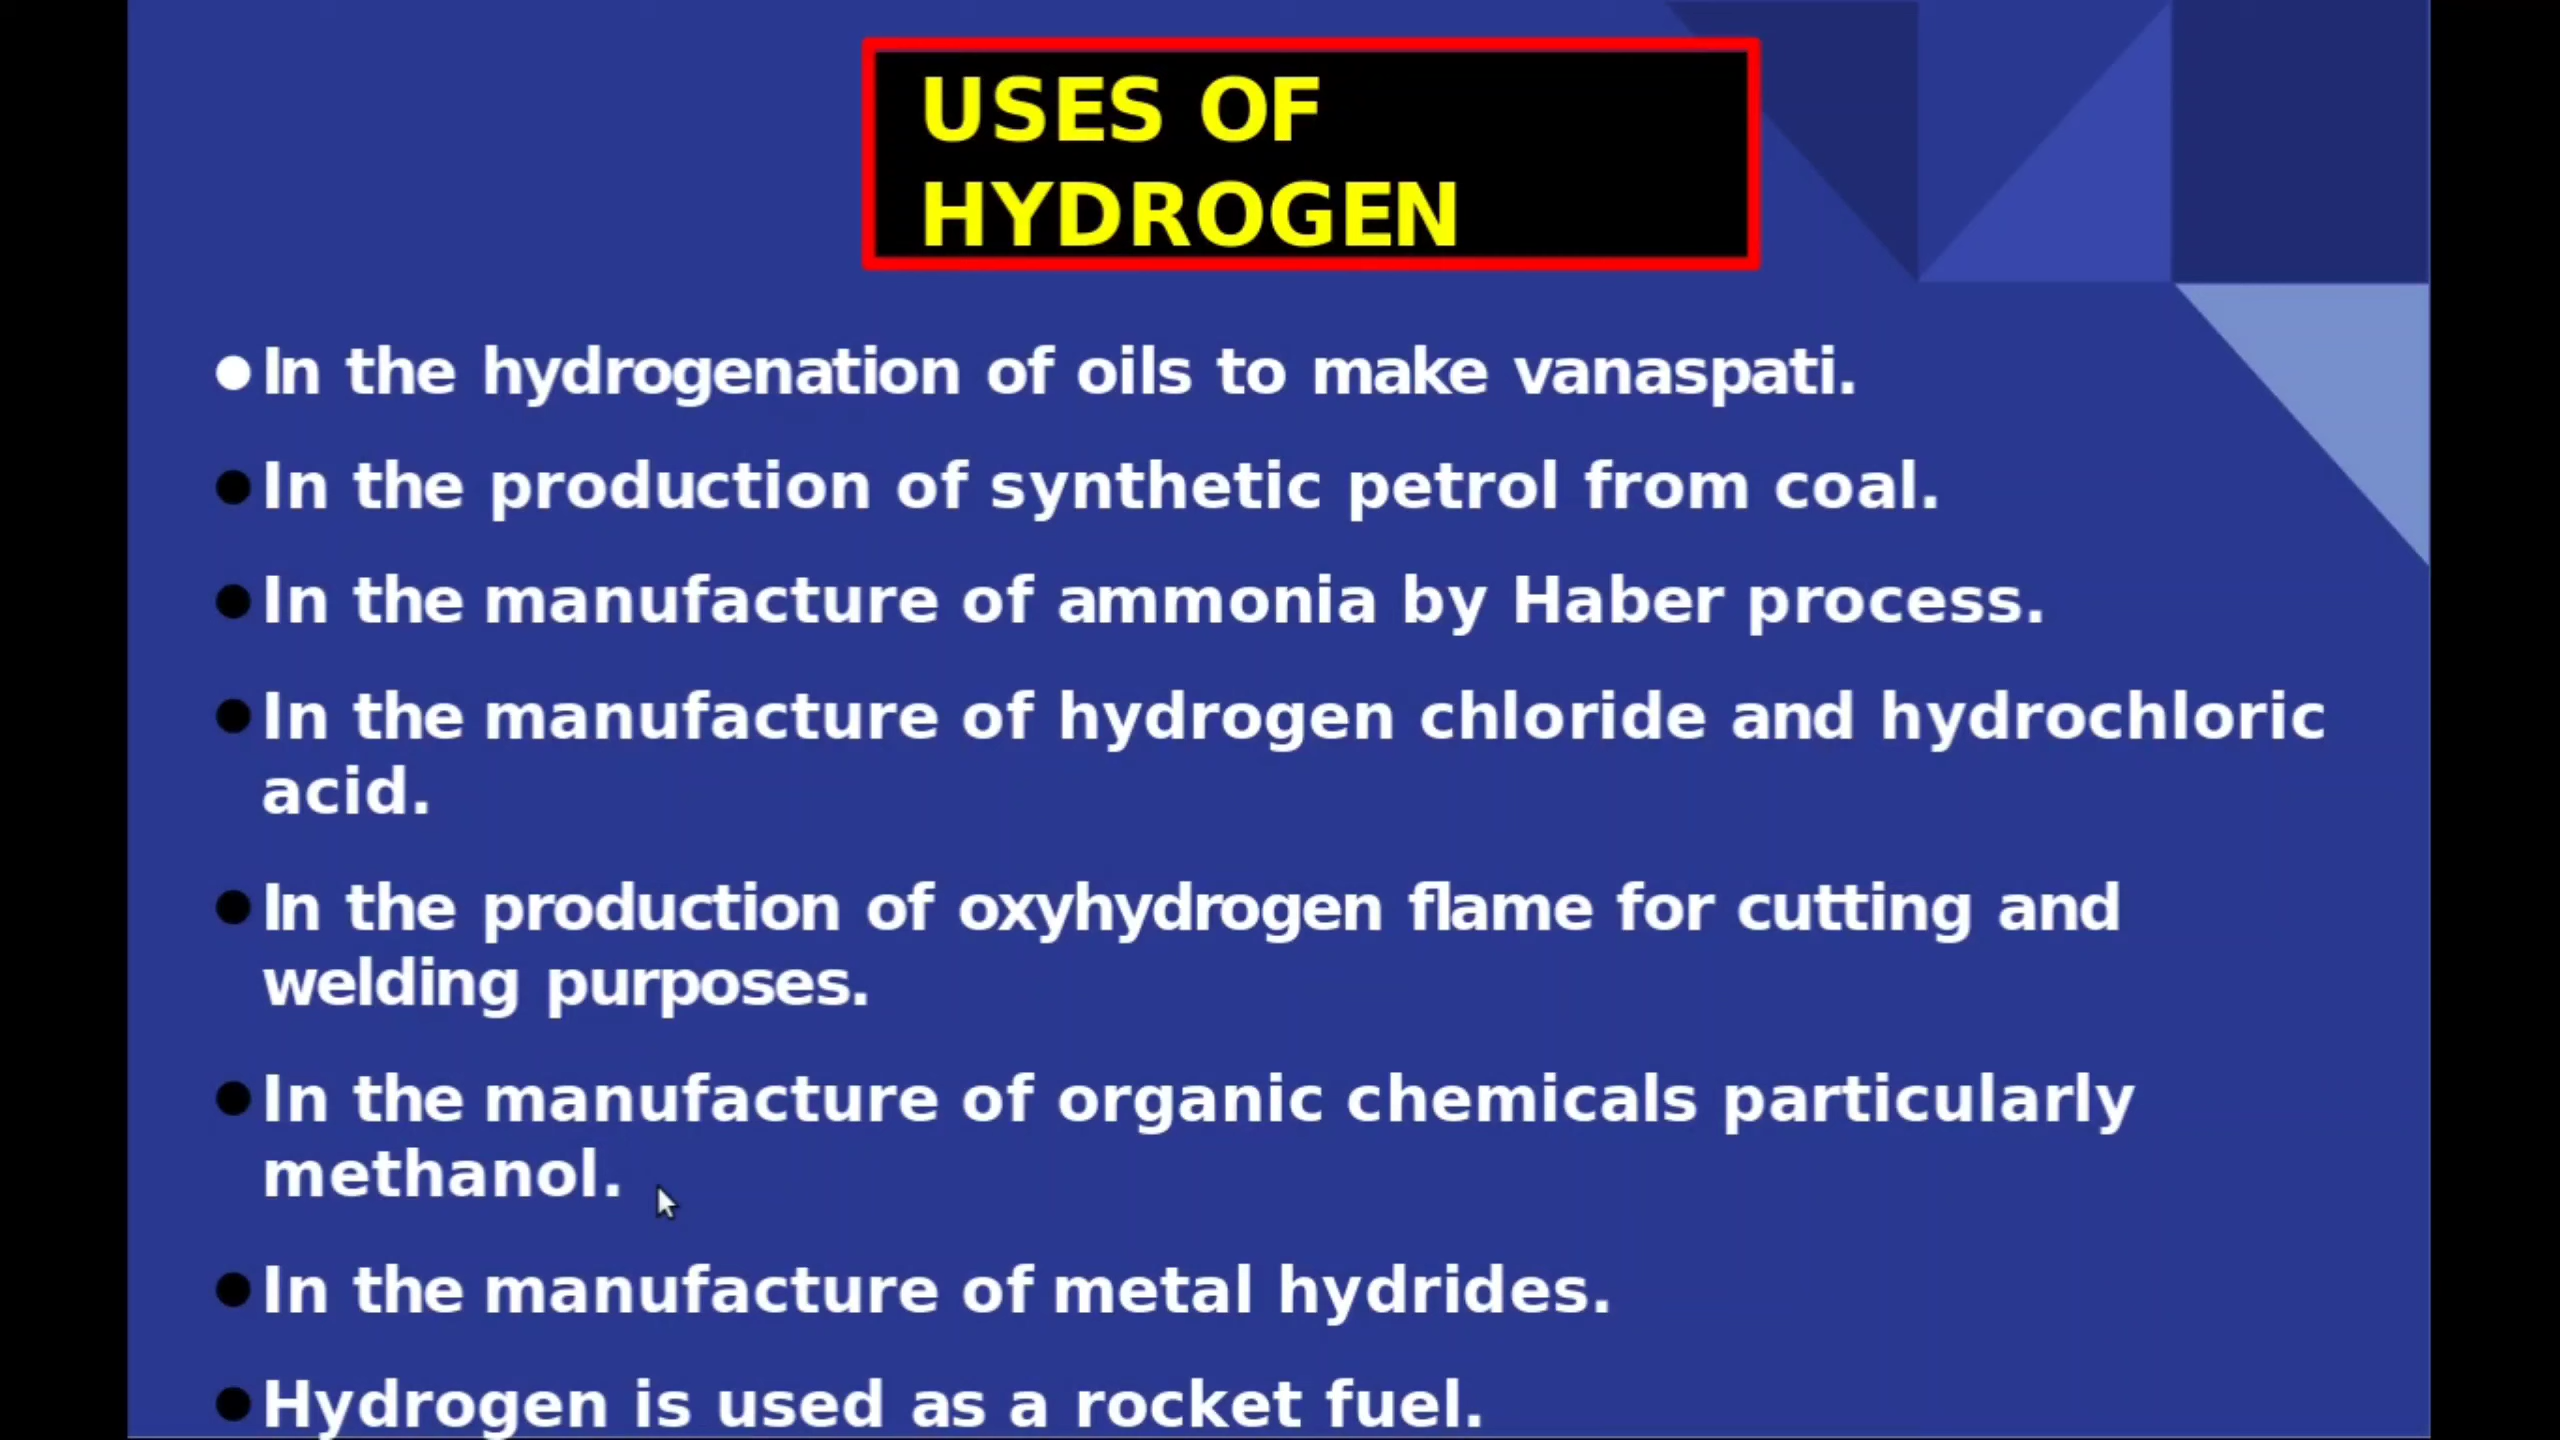 USES OF
HYDROGEN
● In the hydrogenation of oils to make vanaspati.
● In the production of synthetic petrol from coal.
● In the manufacture of ammonia by Haber process.
● In the manufacture of hydrogen chloride and hydrochloric
acid.
● In the production of oxyhydrogen flame for cutting and
welding purposes.
● In the manufacture of organic chemicals particularly
methanol.
● In the manufacture of metal hydrides.
● Hydrogen is used as a rocket fuel.